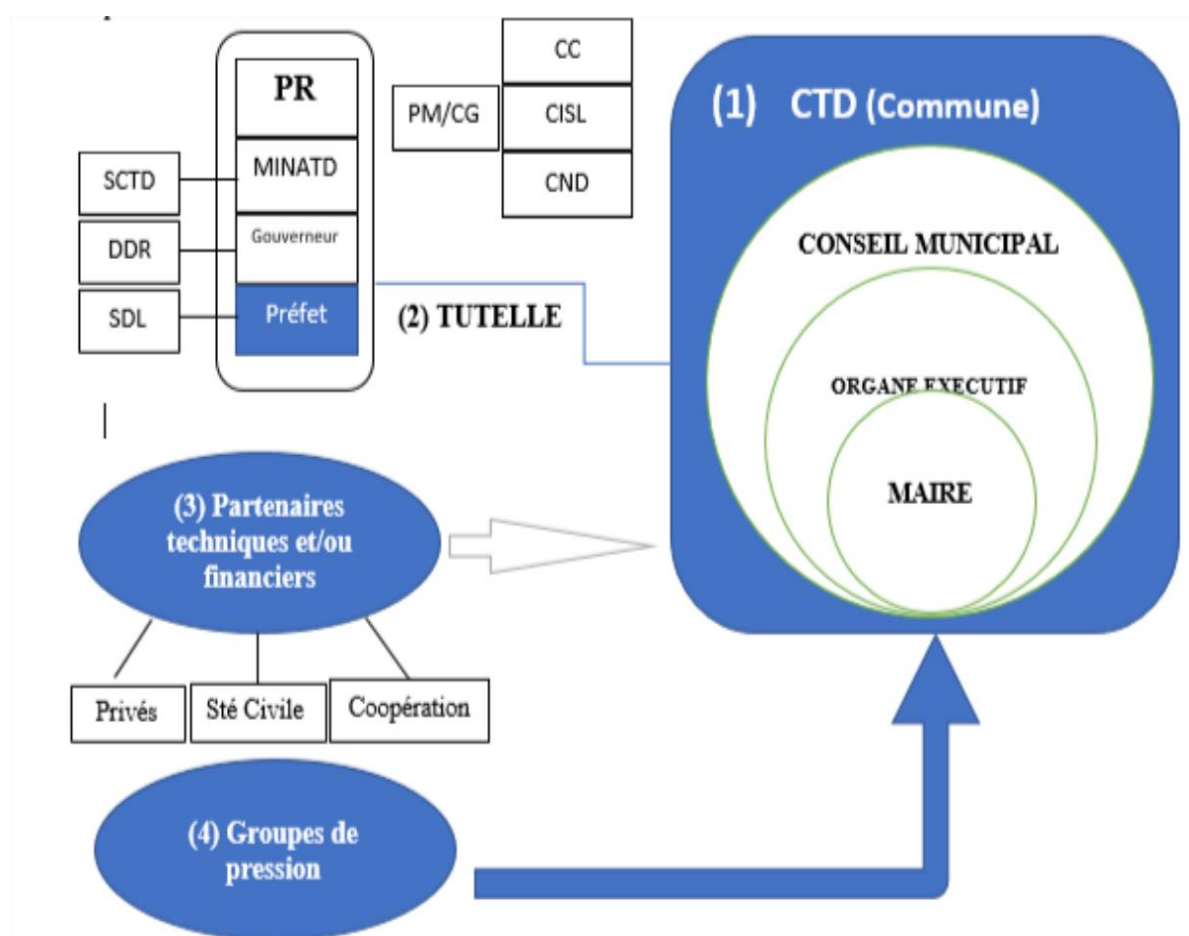 PR
MINATD
Gouverneur
Préfet
SCTD
DDR
SDL
PM/CG
CC
CISL
CND
(2) TUTELLE
(1) CTD (Commune)
CONSEIL MUNICIPAL
ORGANE EXECUTIF
MAIRE
(3) Partenaires
techniques et/ou
financiers
Privés
Sté Civile
Coopération
(4) Groupes de
pression